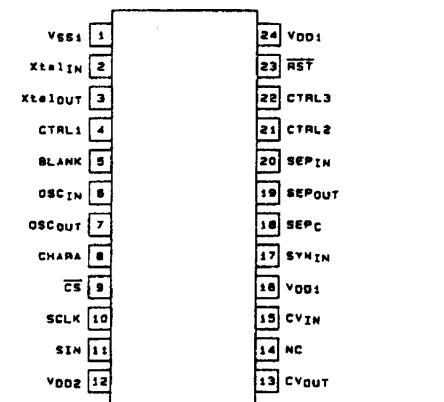 VSS1 1 24 VDD1
XtalIN 2 23 RST
XtalOUT 3 22 CTRL3
CTRL1 4 21 CTRL2
BLANK 5 20 SEPIN
OSCIN 6 19 SEPOUT
OSCOUT 7 18 SEPC
CHARA 8 17 SYNIN
CS 9 16 VDD1
SCLK 10 15 CVIN
SIN 11 14 NC
VDD2 12 13 CVOUT